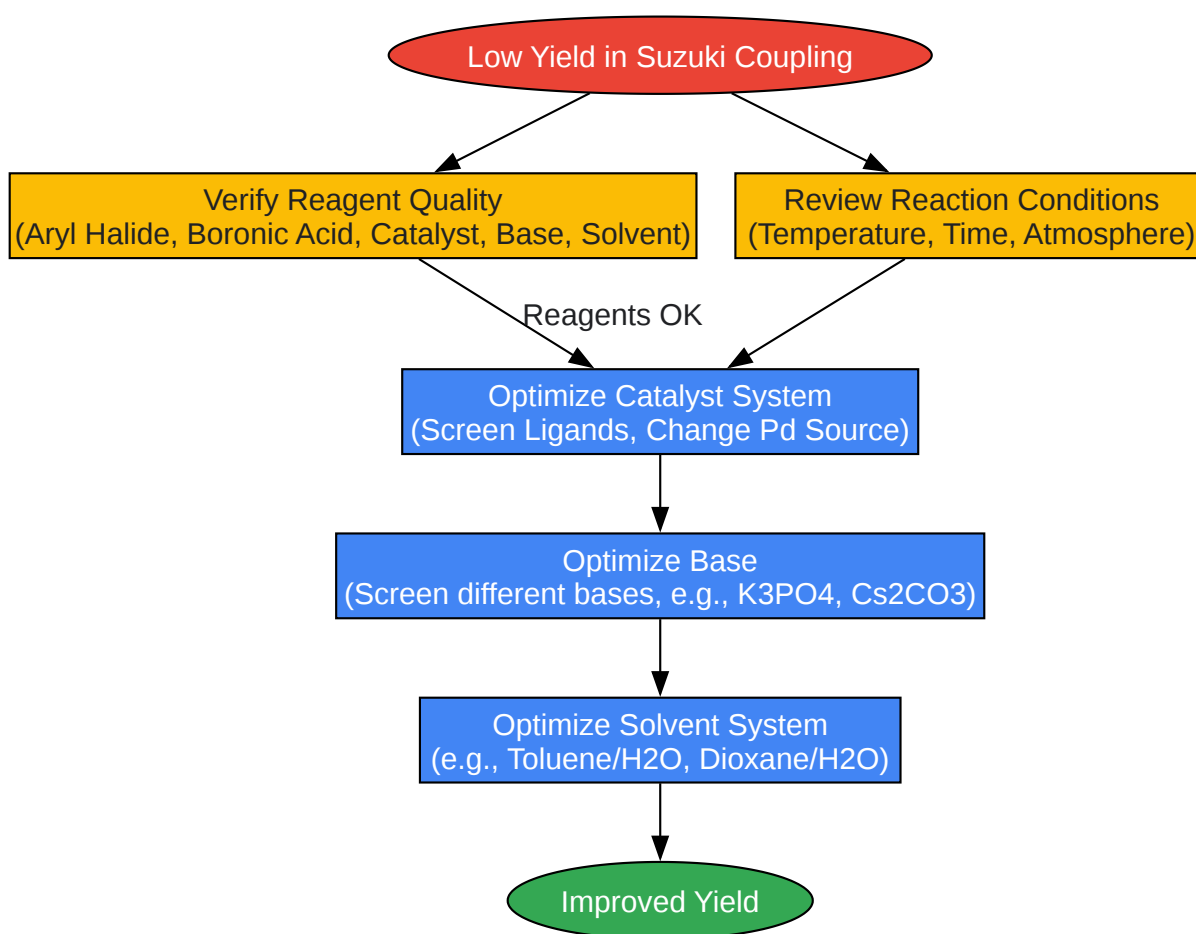 Low Yield in Suzuki Coupling
Verify Reagent Quality
(Aryl Halide, Boronic Acid, Catalyst, Base, Solvent)
Review Reaction Conditions
(Temperature, Time, Atmosphere)
Reagents OK
Optimize Catalyst System
(Screen Ligands, Change Pd Source)
Optimize Base
(Screen different bases, e.g., K3PO4, Cs2CO3)
Optimize Solvent System
(e.g., Toluene/H2O, Dioxane/H2O)
Improved Yield